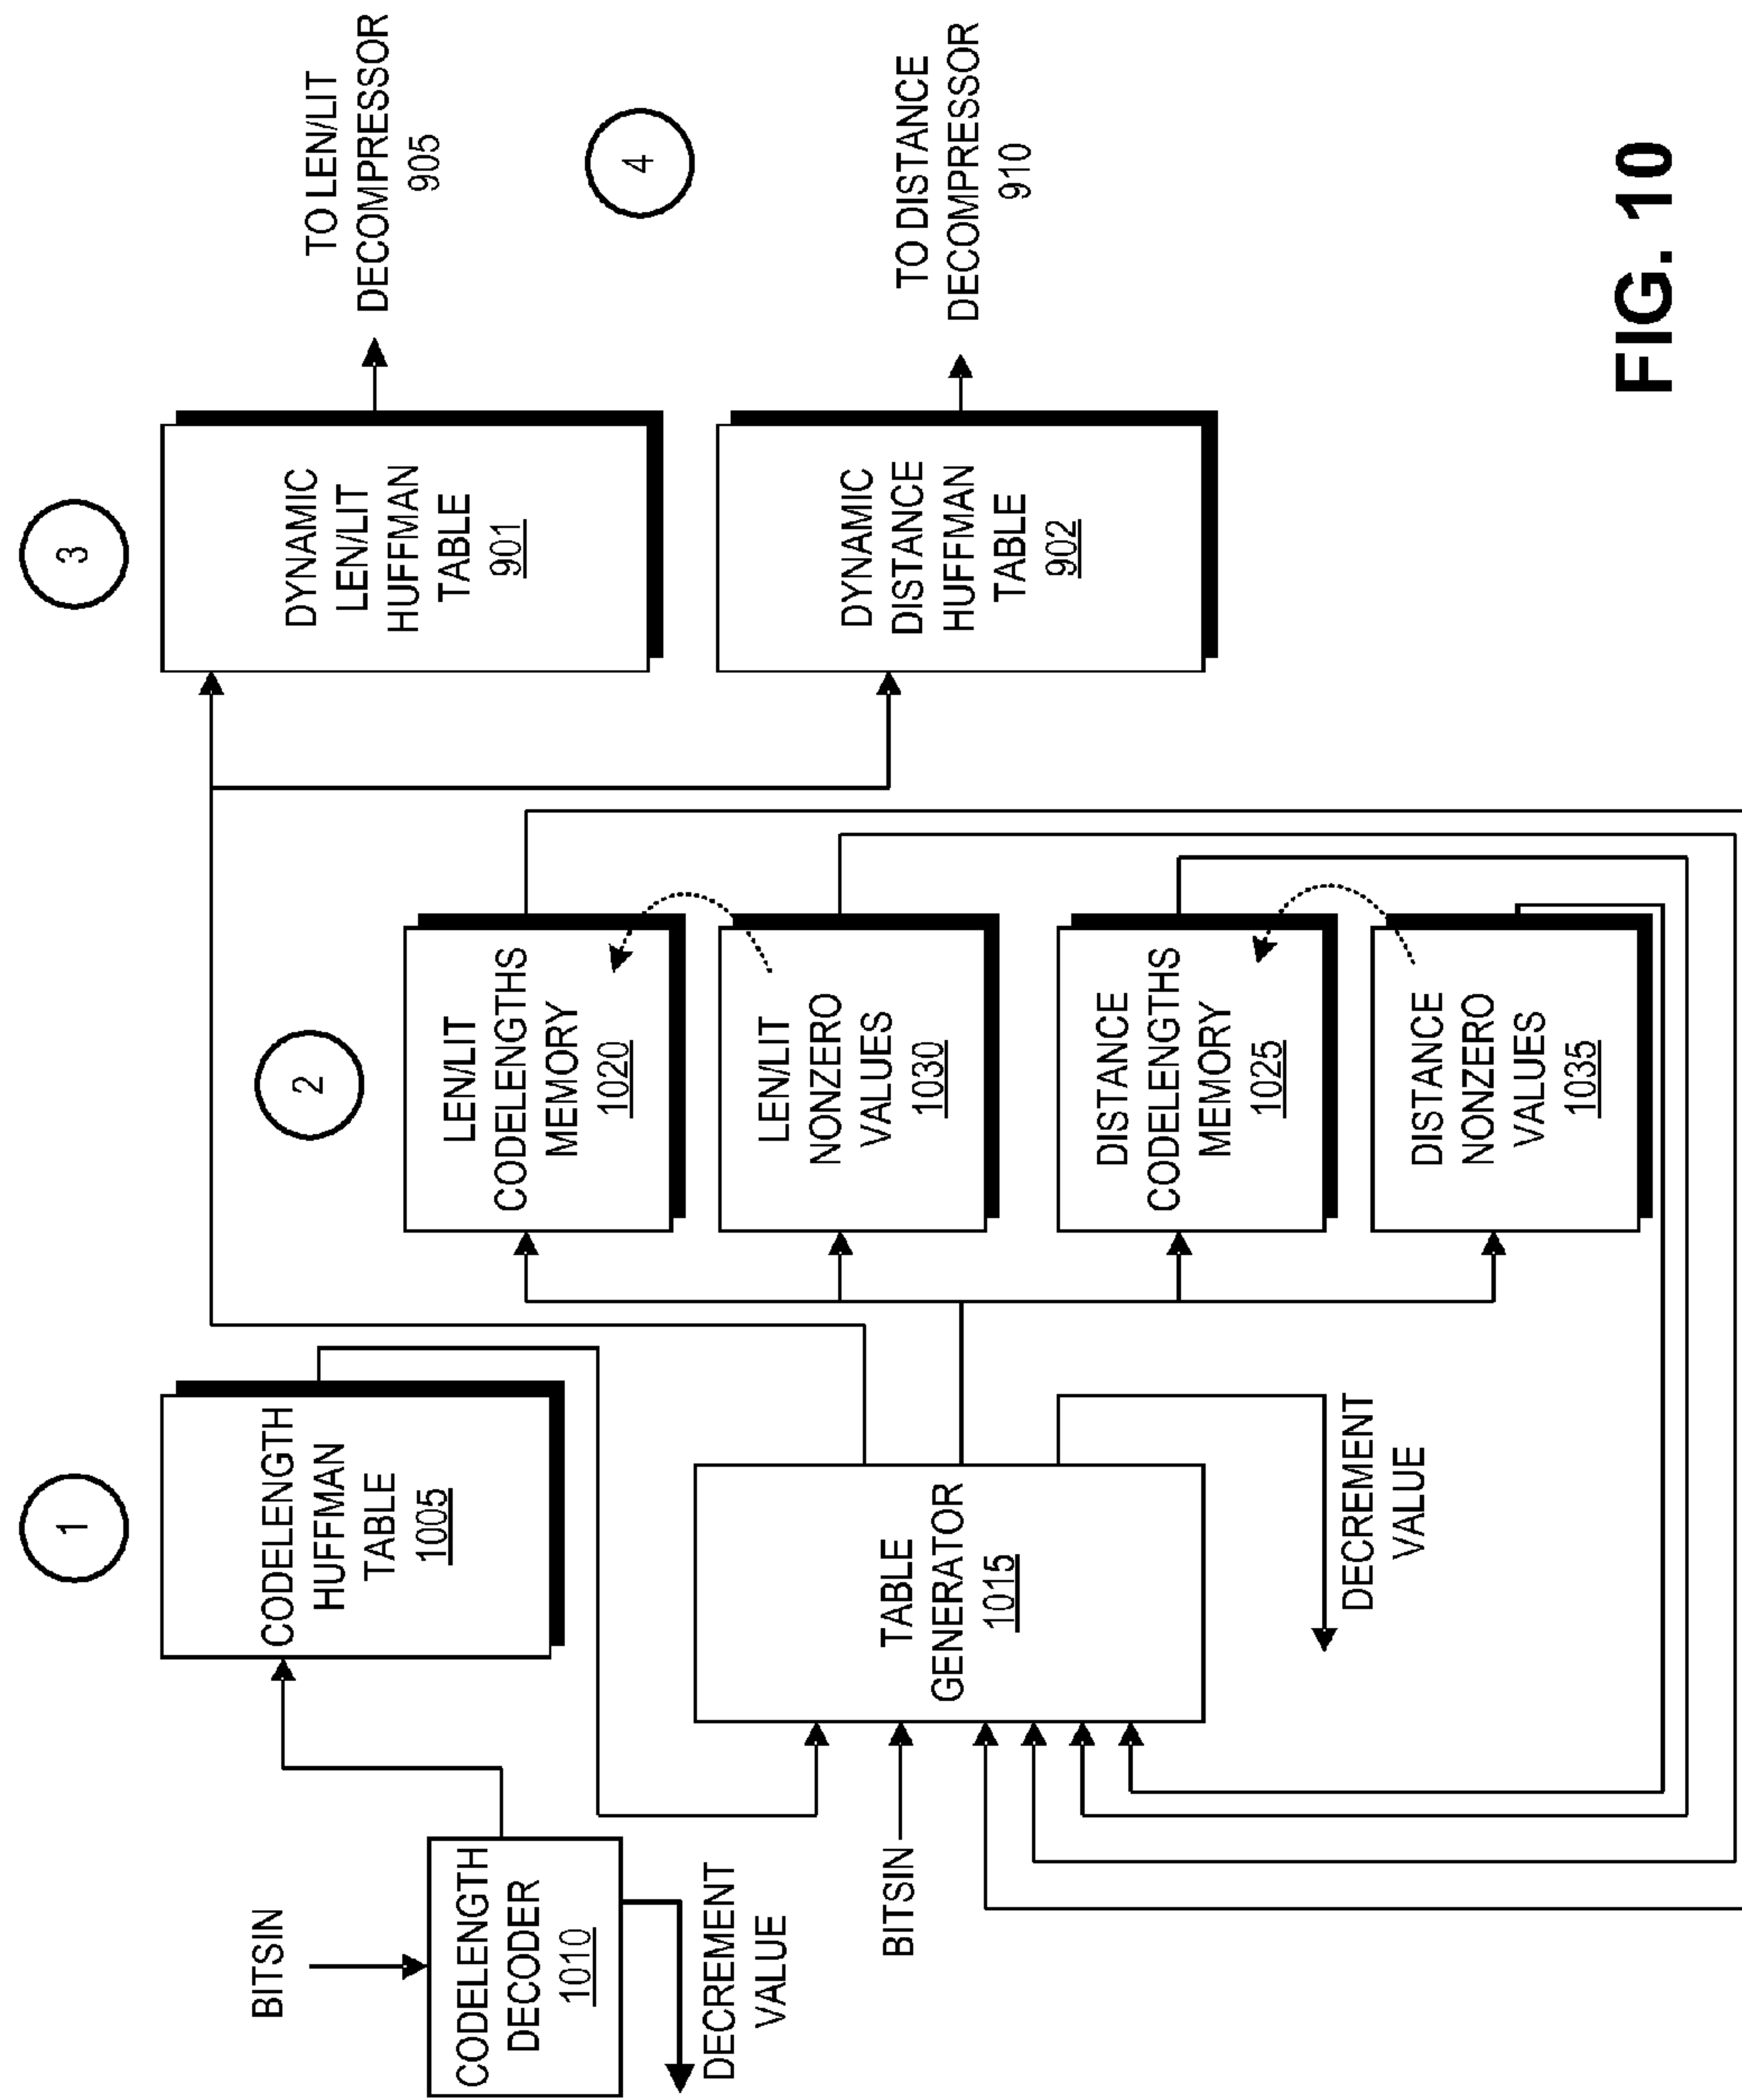 1
3
BITSIN
CODELENGTH
HUFFMAN
TABLE
1005
DYNAMIC
LEN/LIT
HUFFMAN
TABLE
901
TO LEN/LIT
DECOMPRESSOR
905
2
CODELENGTH
DECODER
1010
DECREMENT
VALUE
LEN/LIT
CODELENGTHS
MEMORY
1020
4
TABLE
GENERATOR
1015
BITSIN
LEN/LIT
NONZERO
VALUES
1030
DYNAMIC
DISTANCE
HUFFMAN
TABLE
902
TO DISTANCE
DECOMPRESSOR
910
DISTANCE
CODELENGTHS
MEMORY
1025
DECREMENT
VALUE
DISTANCE
NONZERO
VALUES
1035
FIG. 10